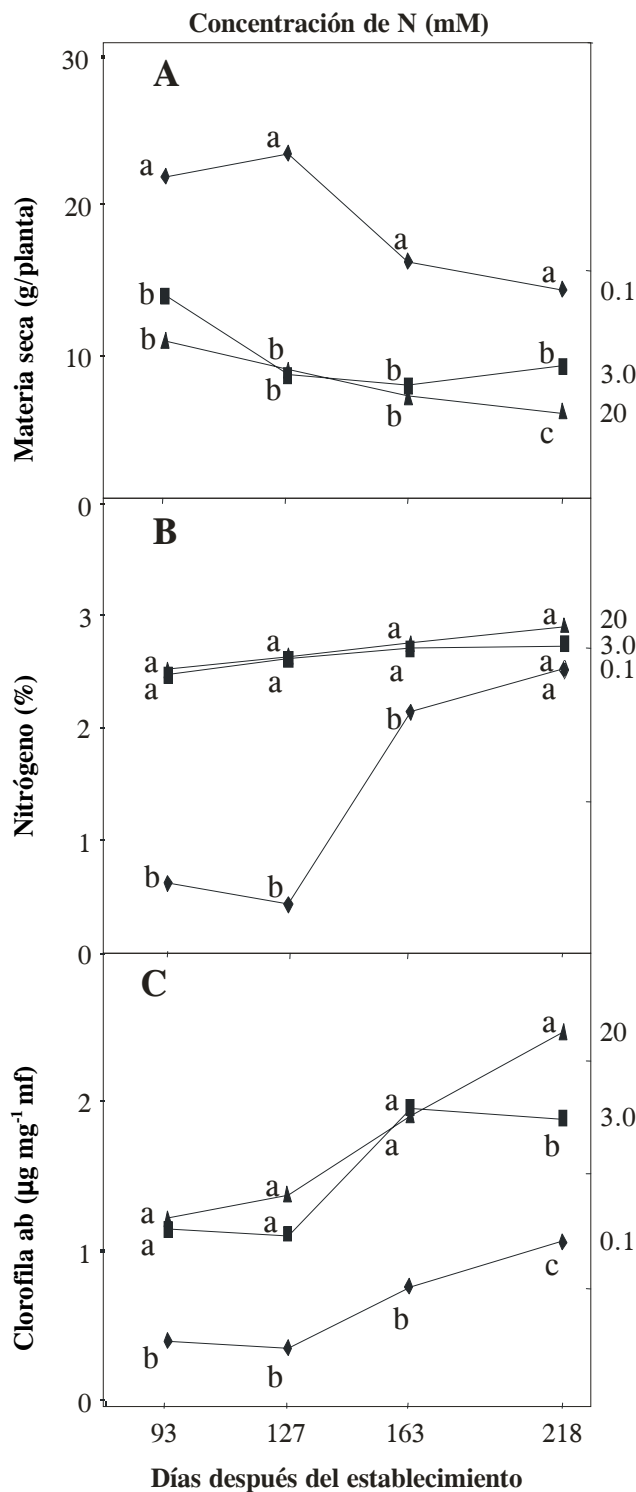 Concentración de N (mM)
A
30
20
10
0
Materia seca (g/planta)
a
a
a
a
b
b
b
b
b
b
b
c
0.1
3.0
20
B
3
2
1
0
Nitrógeno (%)
a
a
a
a
a
a
a
a
b
b
b
a
20
3.0
0.1
C
2
1
0
Clorofila ab (µg mg-1 mf)
a
a
a
a
a
a
a
b
b
b
b
c
20
3.0
0.1
93 127 163 218
Días después del establecimiento